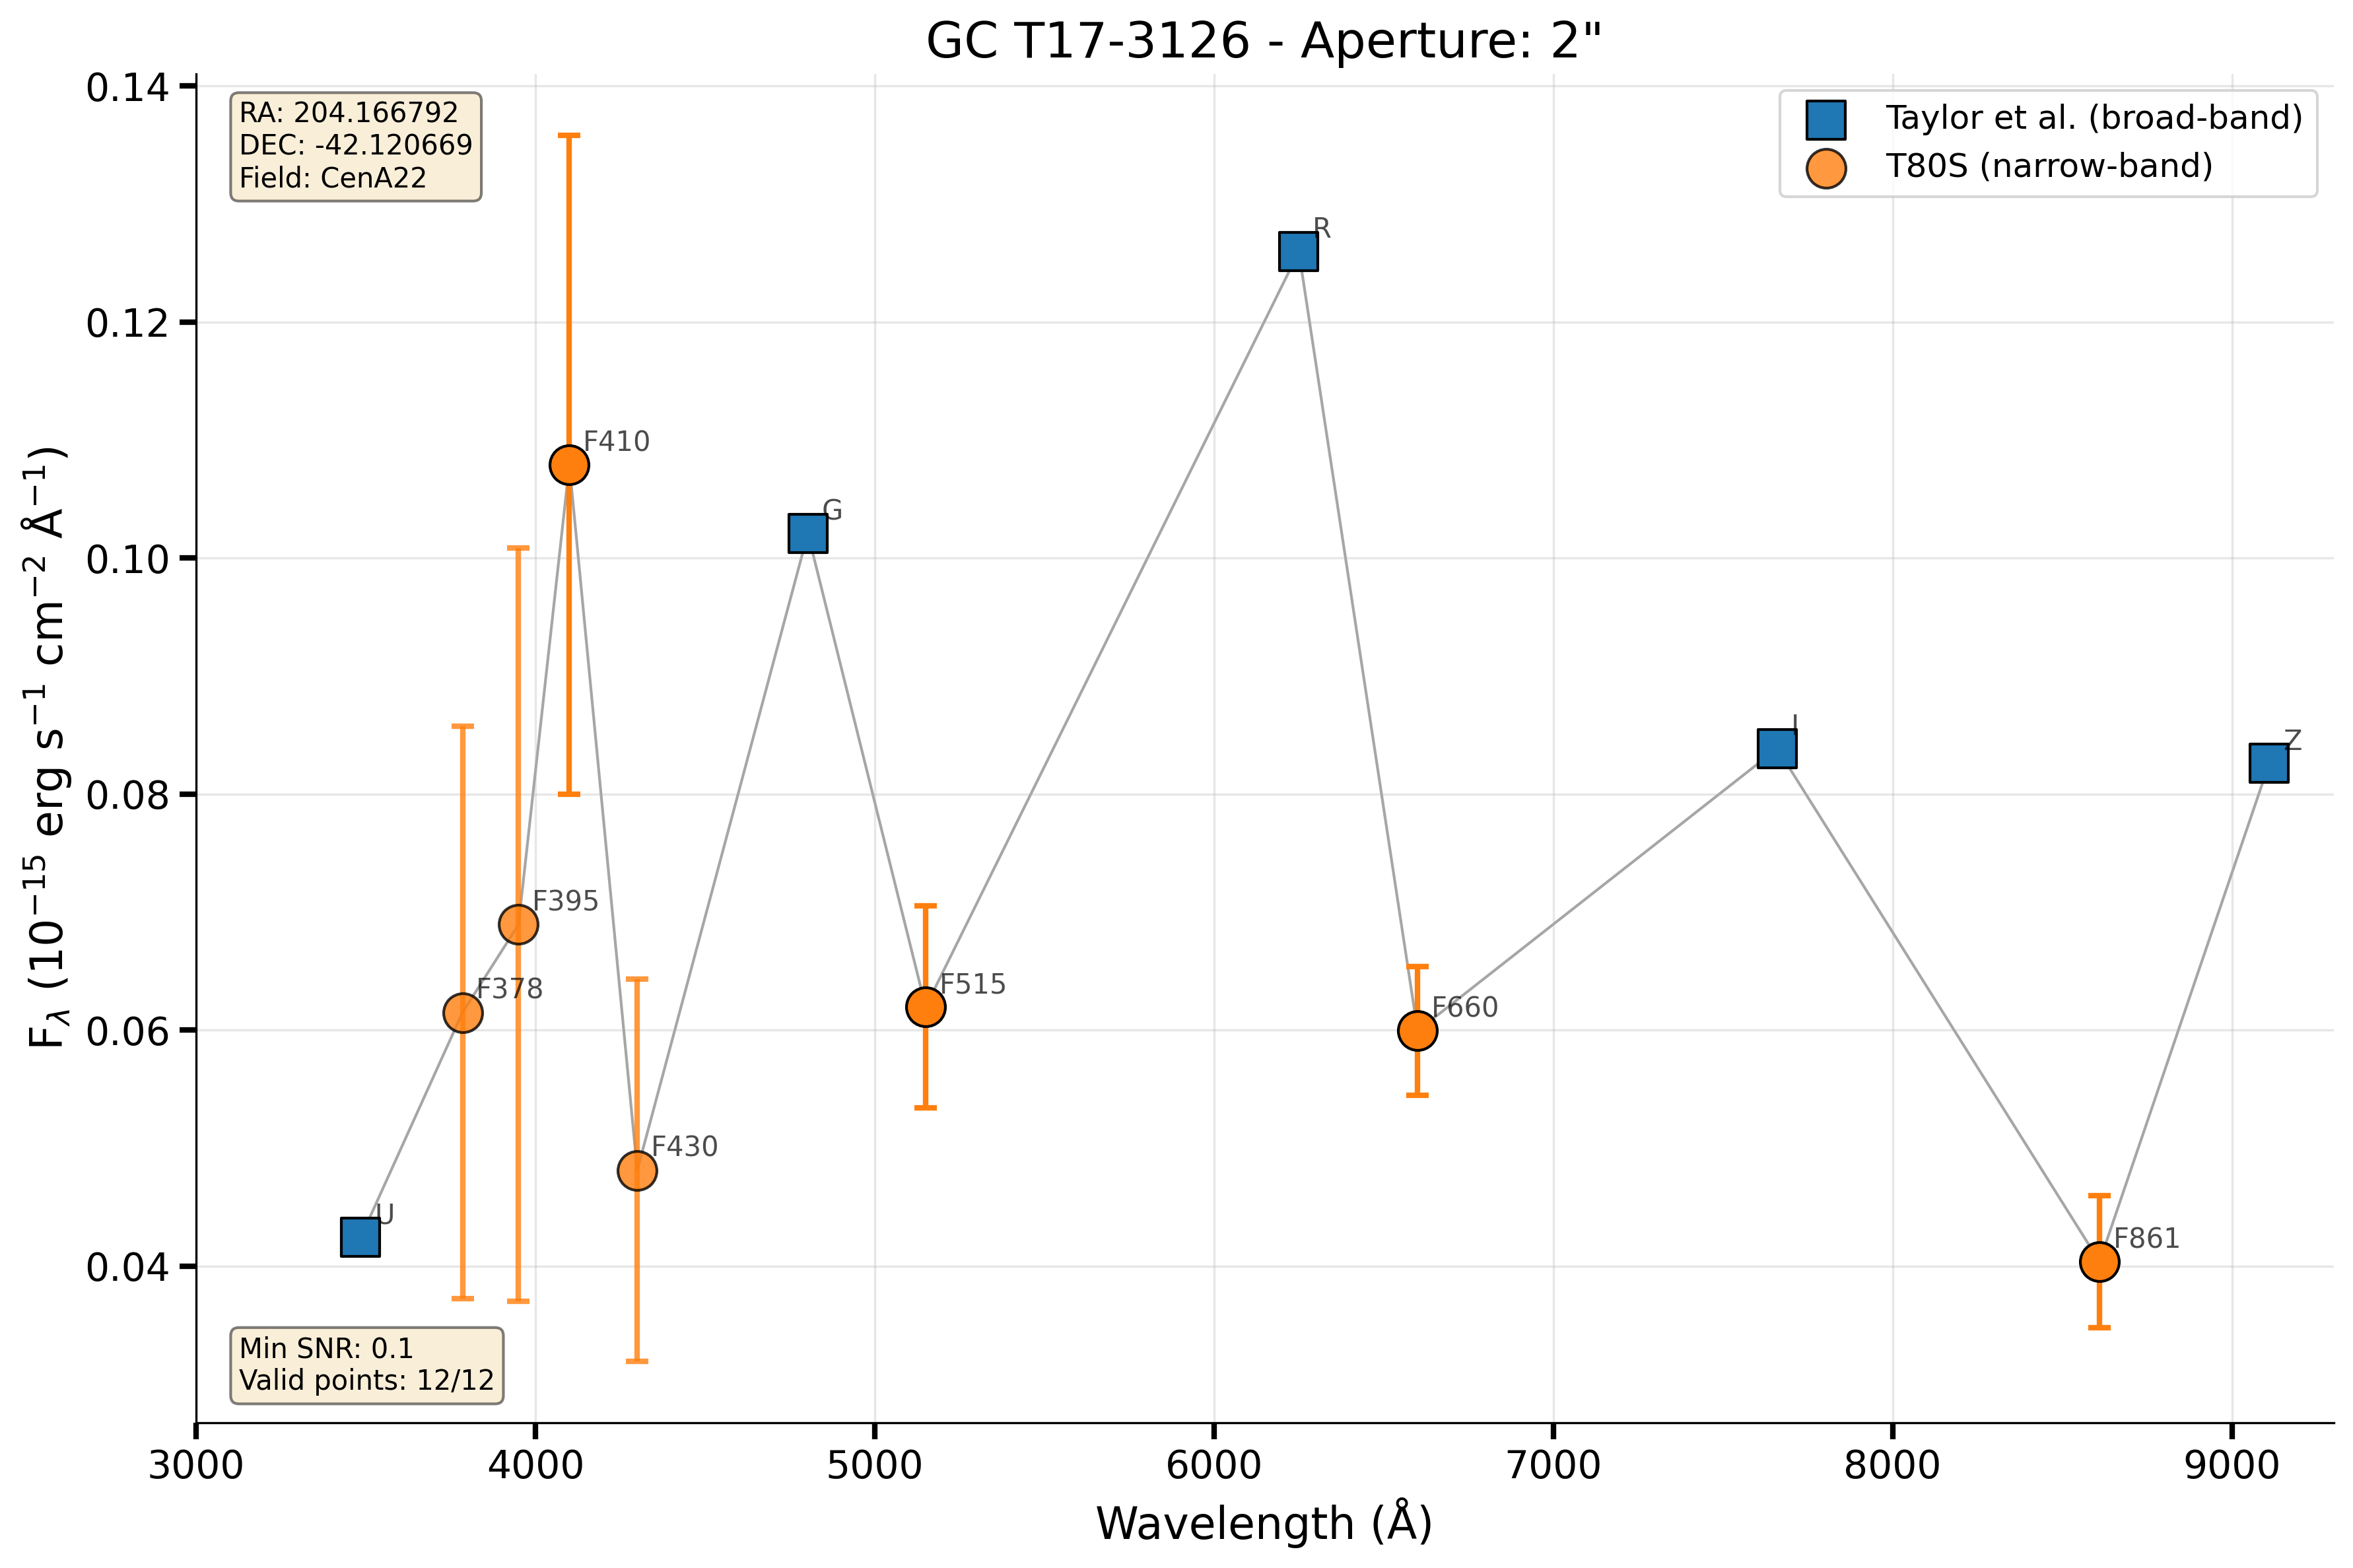 GC T17-3126 - Aperture: 2"
RA: 204.166792
DEC: -42.120669
Field: CenA22
Taylor et al. (broad-band)
T80S (narrow-band)
0.14
0.12
0.10
0.08
0.06
0.04
F_λ (10⁻¹⁵ erg s⁻¹ cm⁻² Å⁻¹)
R
F410
G
I
Z
F395
F378
F515
F660
F430
U
F861
Min SNR: 0.1
Valid points: 12/12
3000 4000 5000 6000 7000 8000 9000
Wavelength (Å)